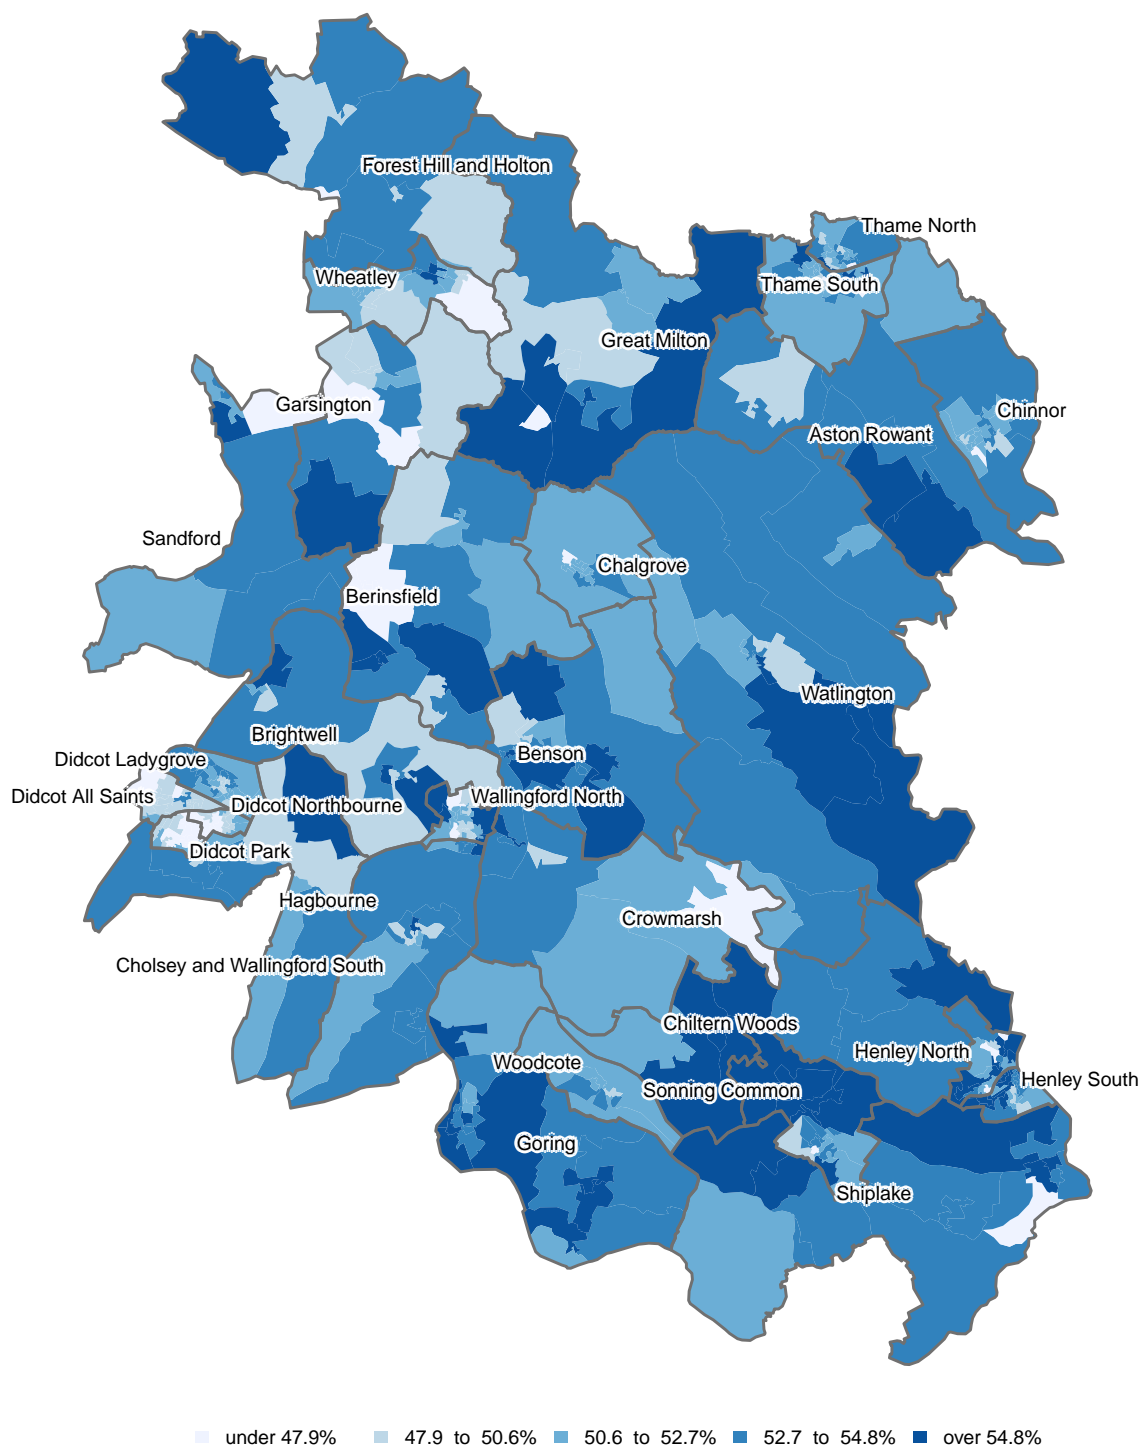 Forest Hill and Holton
Thame North
Wheatley
Thame South
Great Milton
Garsington
Chinnor
Aston Rowant
Sandford
Chalgrove
Berinsfield
Watlington
Brightwell
Benson
Didcot Ladygrove
Didcot All Saints
Didcot Northbourne
Wallingford North
Didcot Park
Hagbourne
Crowmarsh
Cholsey and Wallingford South
Chiltern Woods
Henley North
Woodcote
Henley South
Sonning Common
Goring
Shiplake
under 47.9% 47.9 to 50.6% 50.6 to 52.7% 52.7 to 54.8% over 54.8%